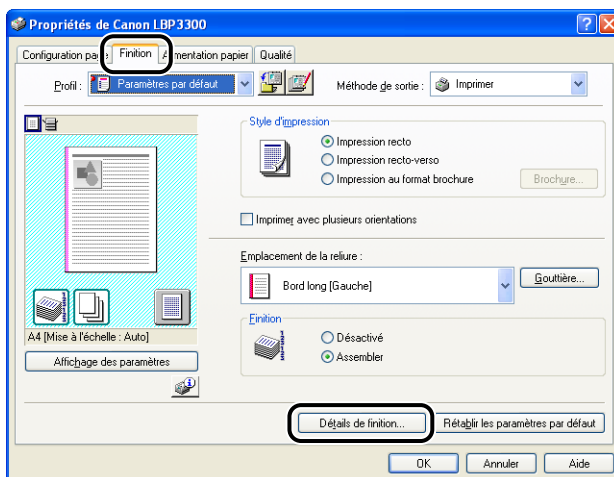 Propriétés de Canon LBP3300
Configuration page Finition Alimentation papier Qualité
Profil : Paramètres par défaut Méthode de sortie : Imprimer
Style d'impression
Impression recto
Impression recto-verso
Impression au format brochure Brochure...
Imprimer avec plusieurs orientations
Emplacement de la reliure :
Bord long [Gauche] Gouttière...
Finition
Désactivé
Assembler
A4 [Mise à l'échelle : Auto]
Affichage des paramètres
Détails de finition... Rétablir les paramètres par défaut
OK Annuler Aide